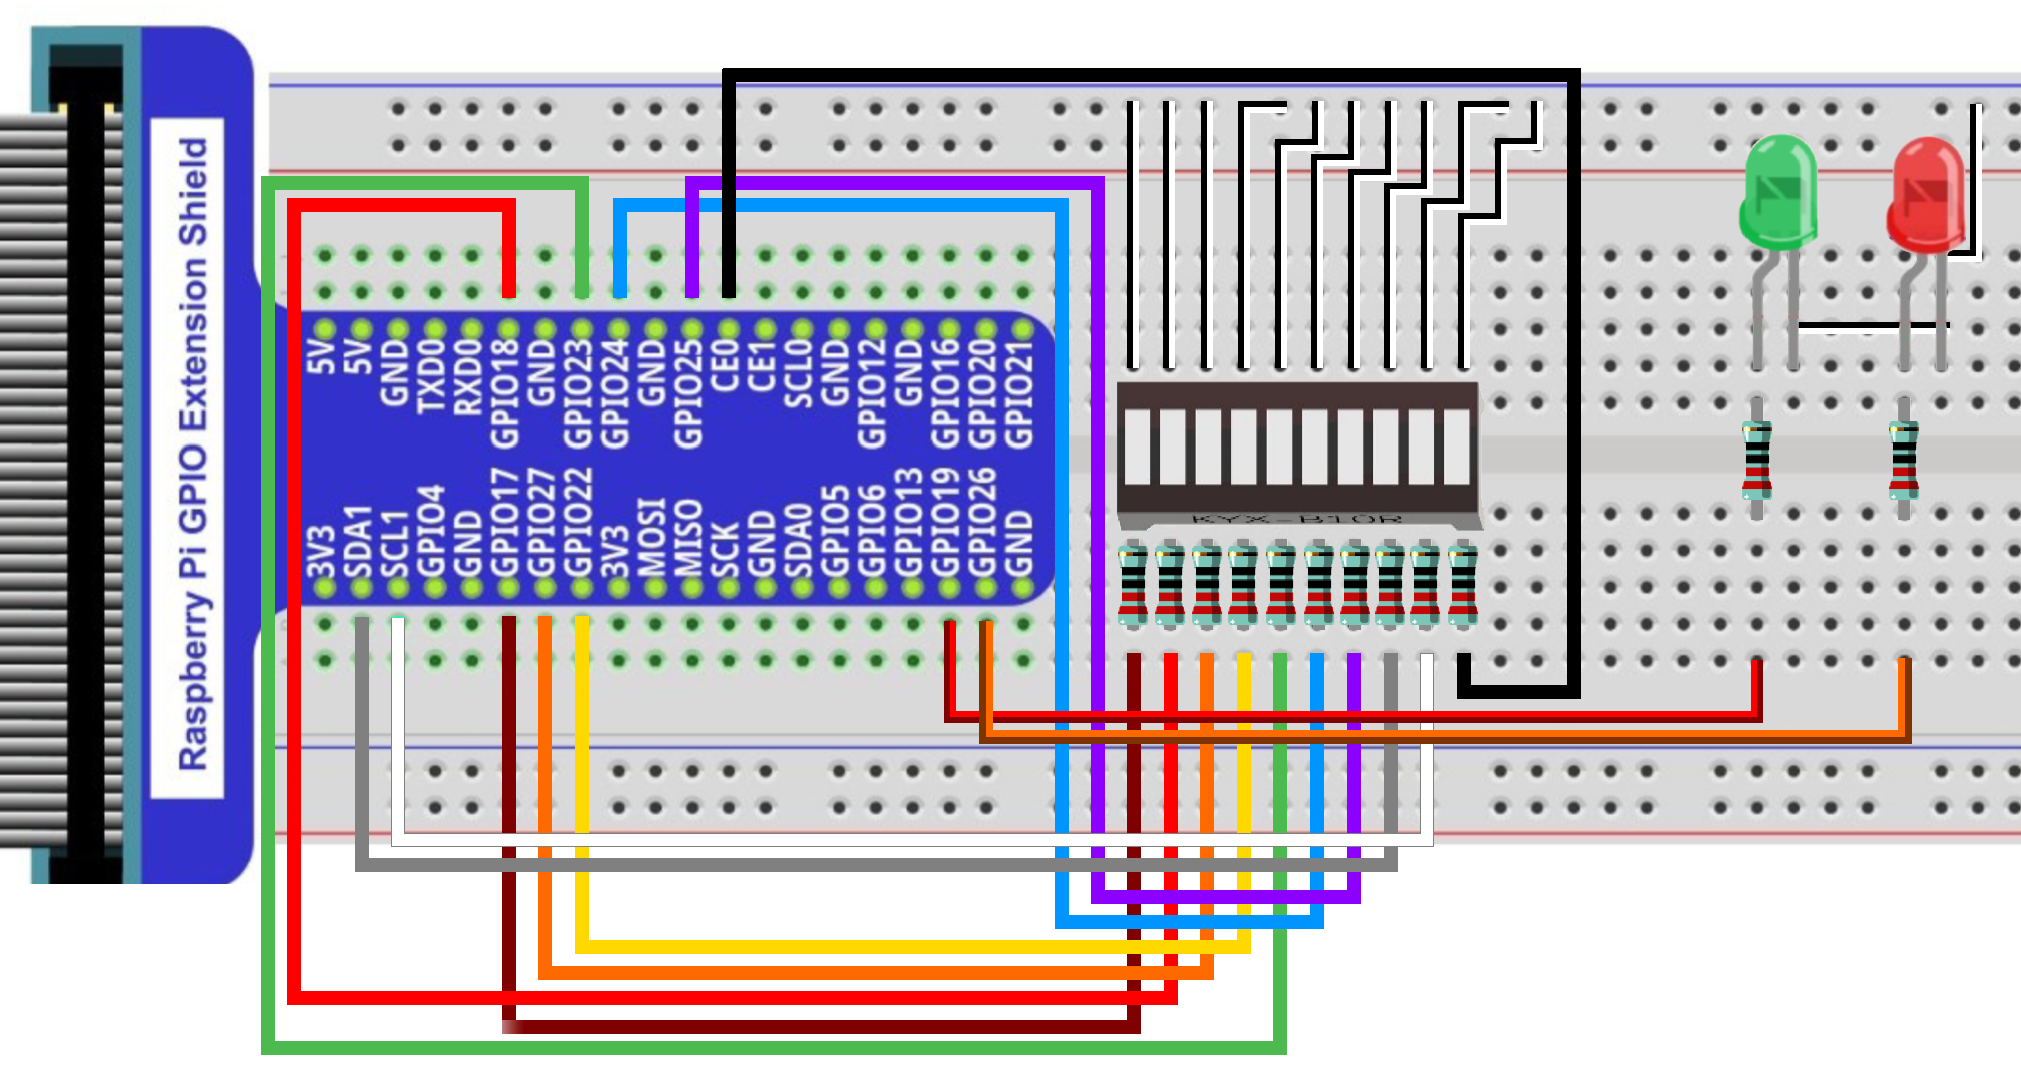 Raspberry Pi GPIO Extension Shield
5V
5V
GND
TXD0
RXD0
GPIO18
GND
GPIO23
GPIO24
GND
GPIO25
CE0
CE1
SCL0
GND
GPIO12
GND
GPIO16
GPIO20
GPIO21
3V3
SDA1
SCL1
GPIO4
GND
GPIO17
GPIO27
GPIO22
3V3
MOSI
MISO
SCK
GND
SDA0
GPIO5
GPIO6
GPIO13
GPIO19
GPIO26
GND
KYX-B10R